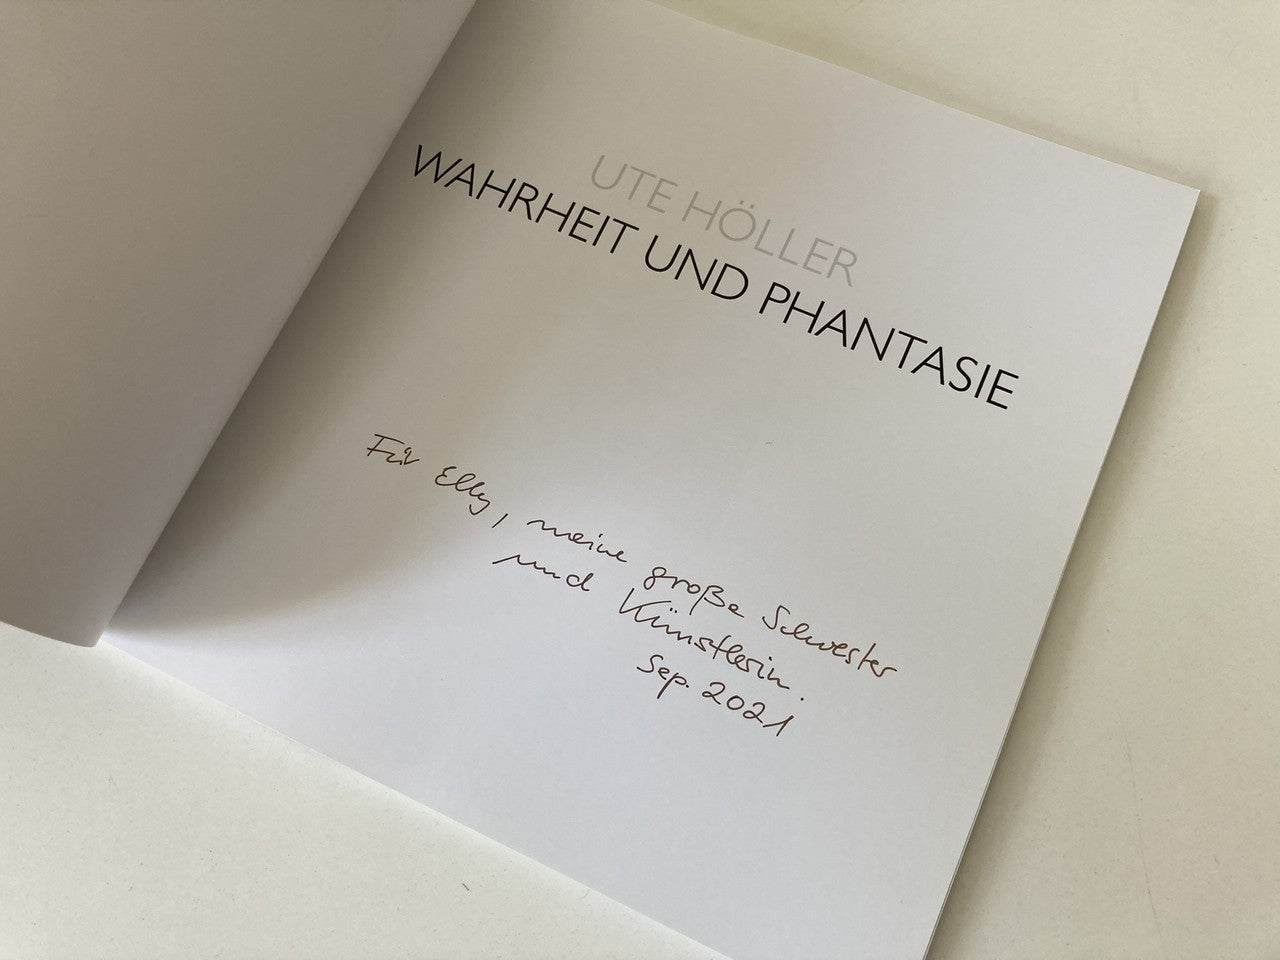 UTE HÖLLER
WAHRHEIT UND PHANTASIE
Für Elly, meine große Schwester
und Künstlerin.
Sep. 2021